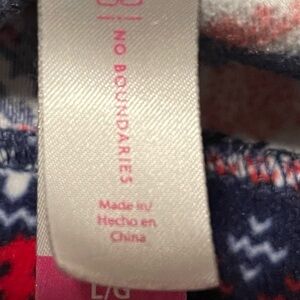 NO BOUNDARIES
Made in/
Hecho en
China
L/G